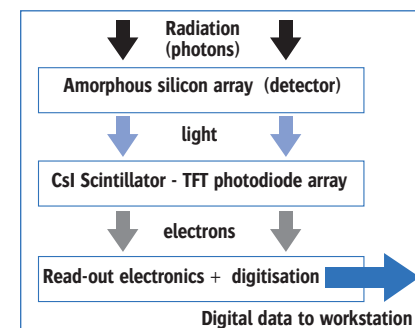 Radiation
(photons)
Amorphous silicon array (detector)
light
CsI Scintillator - TFT photodiode array
electrons
Read-out electronics + digitisation
Digital data to workstation